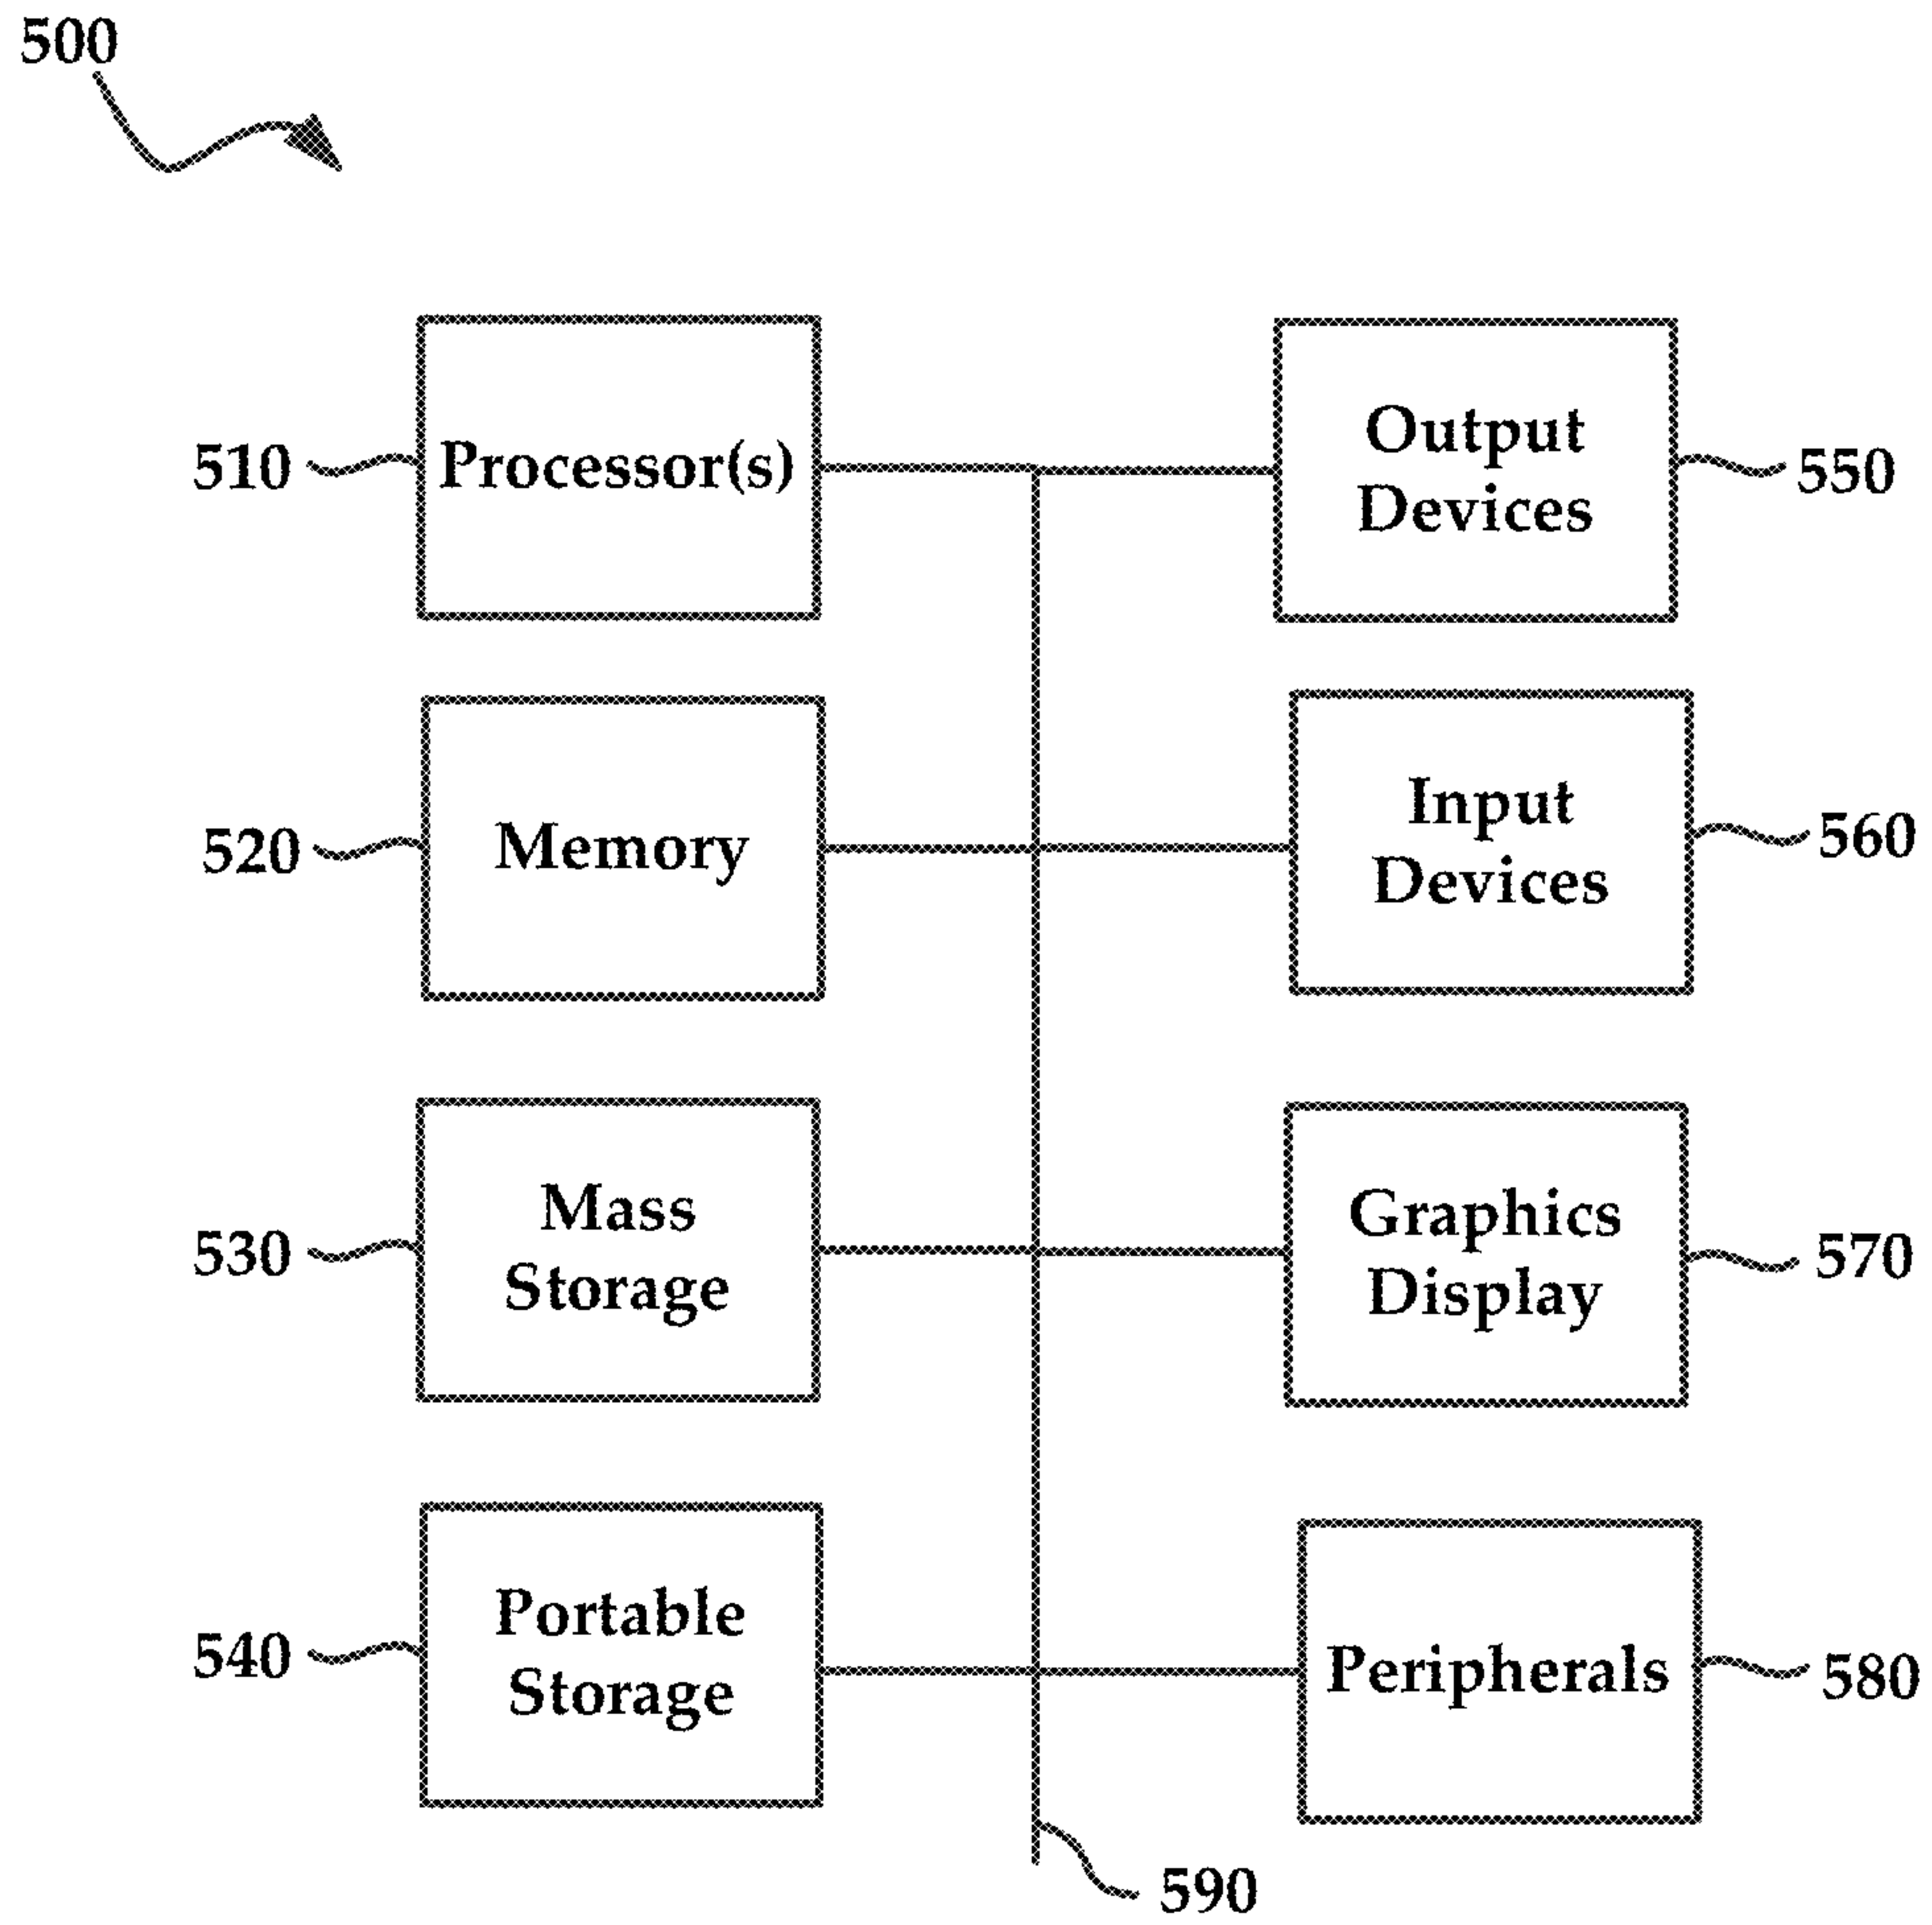 500
510
Processor(s)
Output
Devices
550
520
Memory
Input
Devices
560
530
Mass
Storage
Graphics
Display
570
540
Portable
Storage
Peripherals
580
590